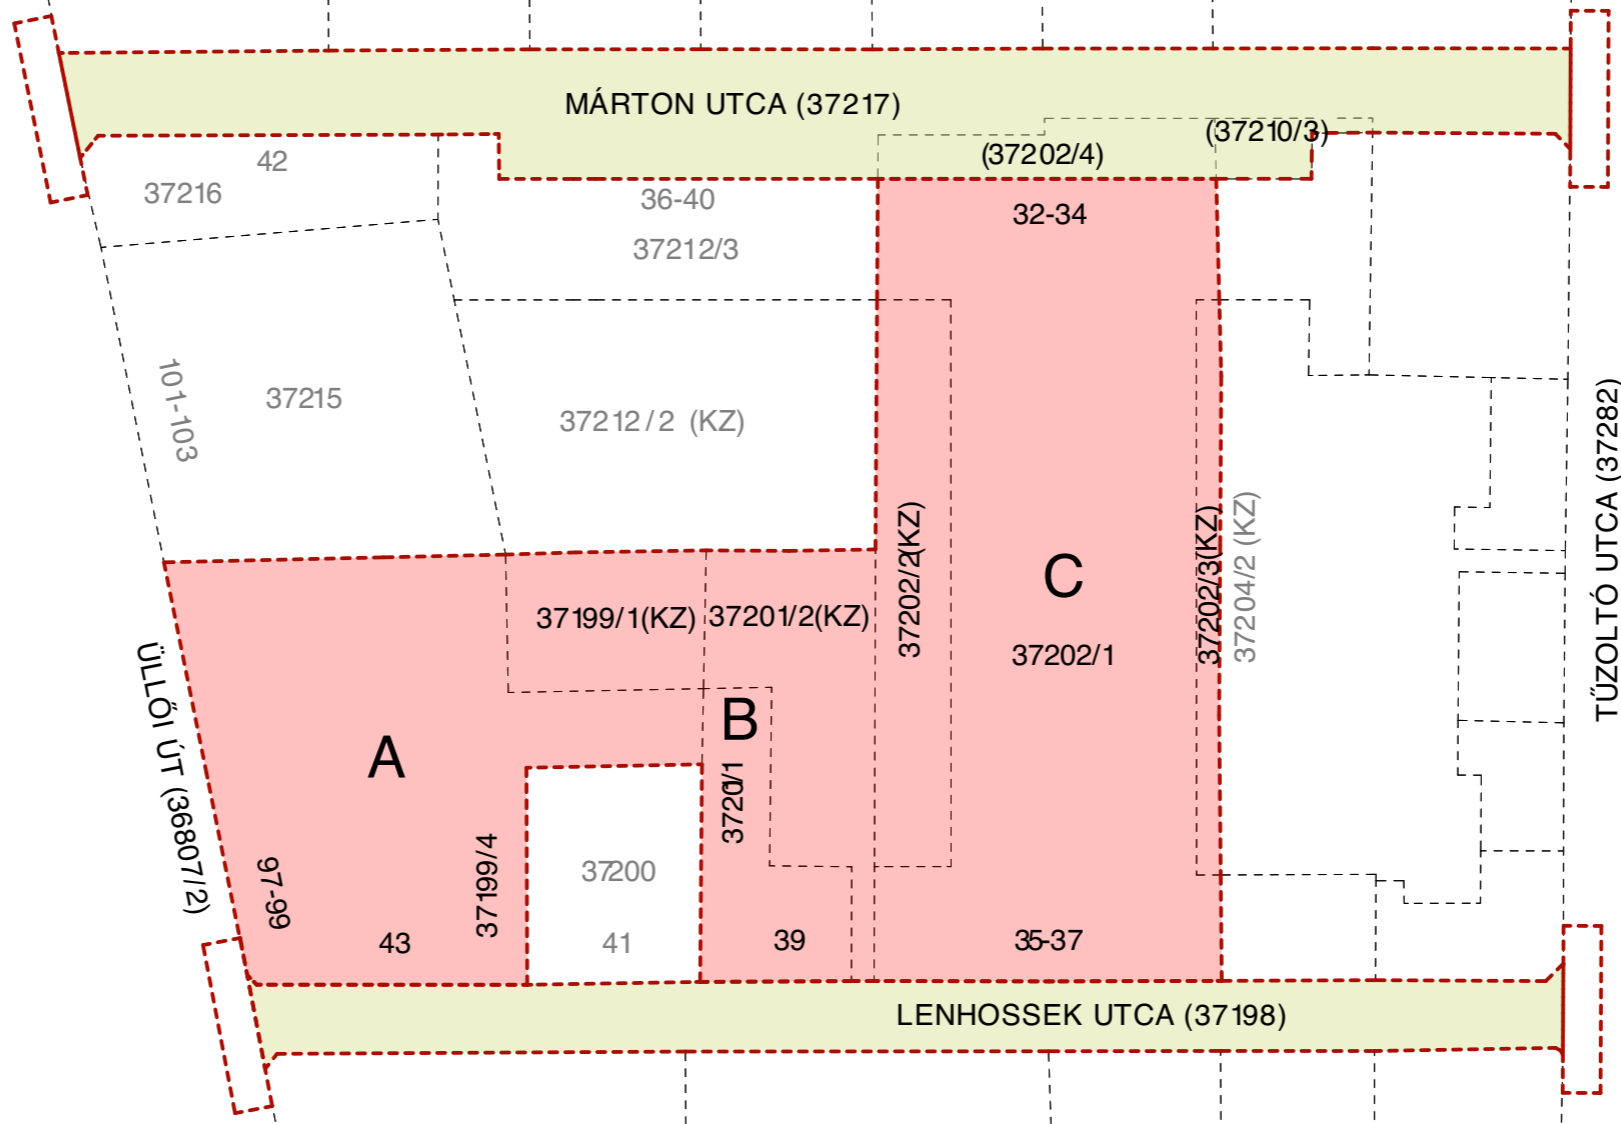 MÁRTON UTCA (37217)
(37210/3)
(37202/4)
42
37216
36-40
37212/3
32-34
101-103
37215
37212/2 (KZ)
37202/2(KZ)
C
37202/1
37202/3(KZ)
37204/2 (KZ)
TŰZOLTÓ UTCA (37282)
37199/1(KZ)
37201/2(KZ)
ÜLLŐI ÚT (36807/2)
A
B
37201/1
97-99
37199/4
37200
43
41
39
35-37
LENHOSSEK UTCA (37198)